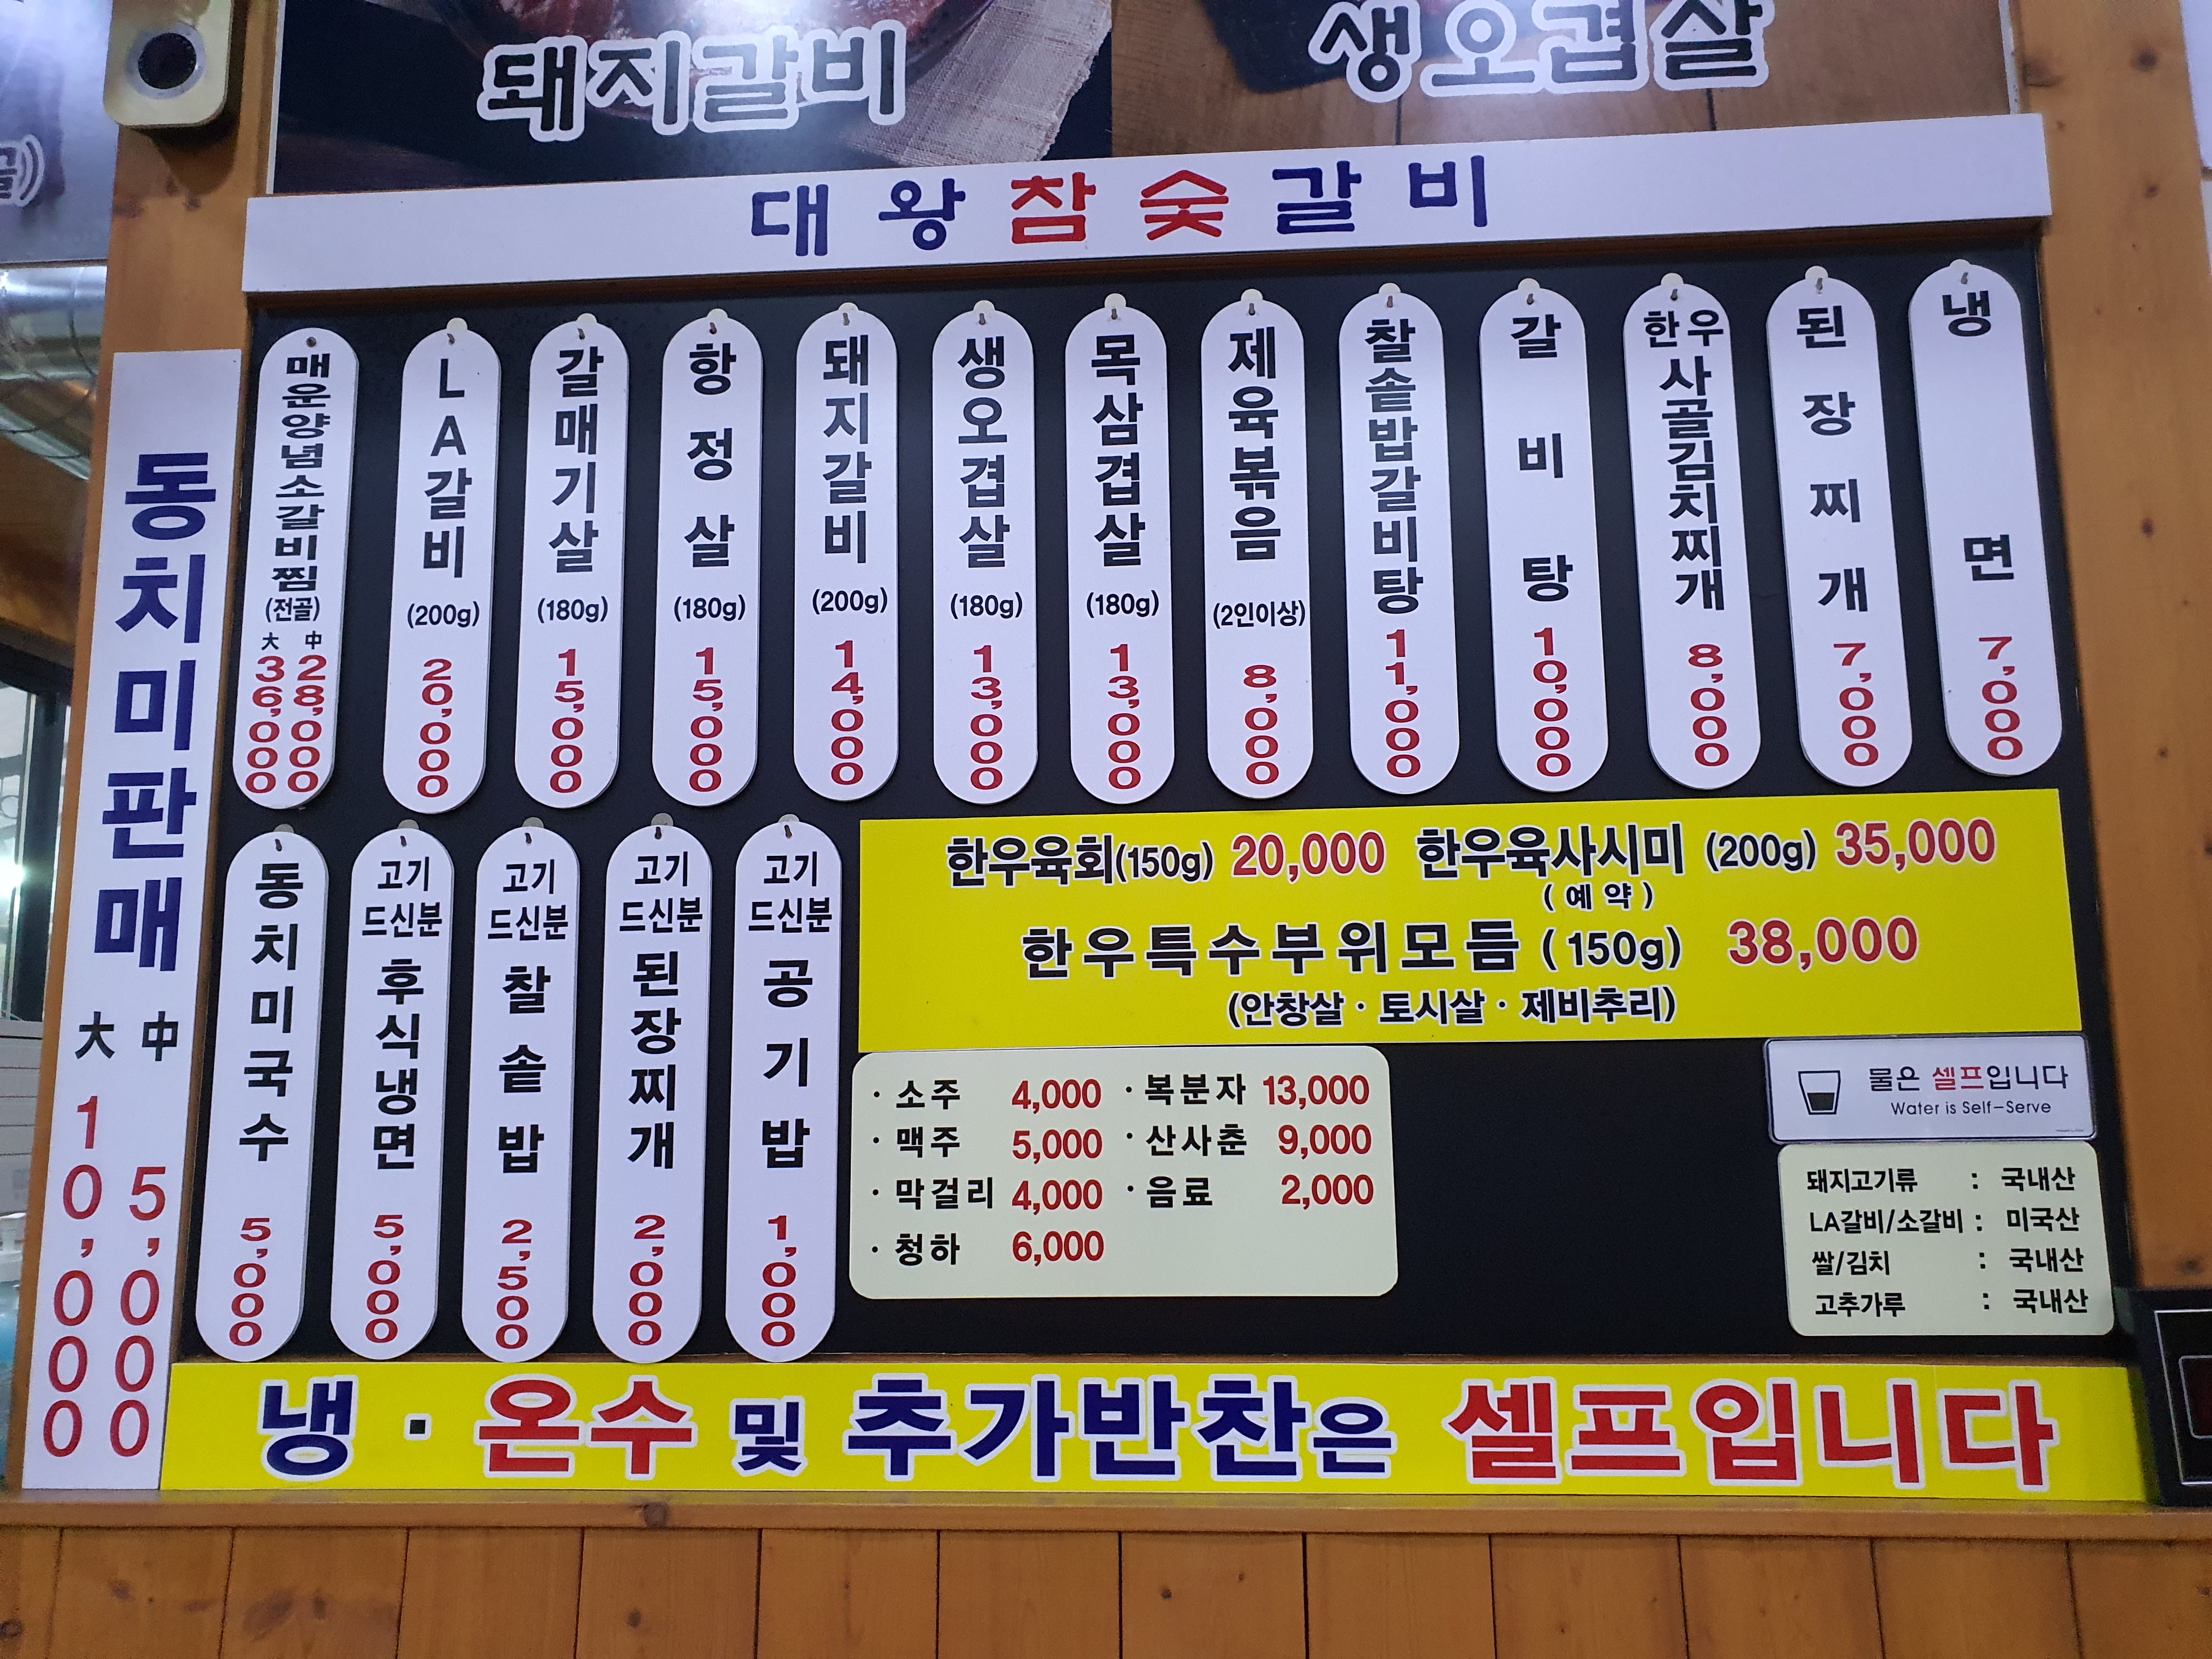 돼지갈비
생오겹살
대왕참숯갈비
매운양념소갈비찜 (전골) 大 36,000 中 28,000
LA갈비 (200g) 20,000
갈매기살 (180g) 15,000
항정살 (180g) 15,000
돼지갈비 (200g) 14,000
생오겹살 (180g) 13,000
목삼겹살 (180g) 13,000
제육볶음 (2인이상) 8,000
찰솥밥갈비탕 11,000
갈비탕 10,000
한우사골김치찌개 8,000
된장찌개 7,000
냉면 7,000
동치미판매 大 10,000 中 5,000
동치미국수 5,000
고기드신분 후식냉면 5,000
고기드신분 찰솥밥 2,500
고기드신분 된장찌개 2,000
고기드신분 공기밥 1,000
한우육회(150g) 20,000 한우육사시미 (200g) 35,000
(예약)
한우특수부위모듬 (150g) 38,000
(안창살 · 토시살 · 제비추리)
· 소주 4,000 · 복분자 13,000
· 맥주 5,000 · 산사춘 9,000
· 막걸리 4,000 · 음료 2,000
· 청하 6,000
물은 셀프입니다
Water is Self-Serve
돼지고기류 : 국내산
LA갈비/소갈비 : 미국산
쌀/김치 : 국내산
고추가루 : 국내산
냉 · 온수 및 추가반찬은 셀프입니다